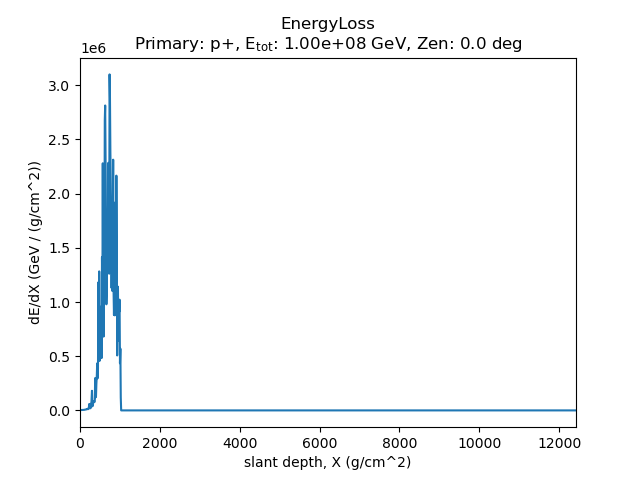 EnergyLoss
Primary: p+, E_tot: 1.00e+08 GeV, Zen: 0.0 deg
1e6
3.0
2.5
2.0
1.5
1.0
0.5
0.0
dE/dX (GeV / (g/cm^2))
0 2000 4000 6000 8000 10000 12000
slant depth, X (g/cm^2)